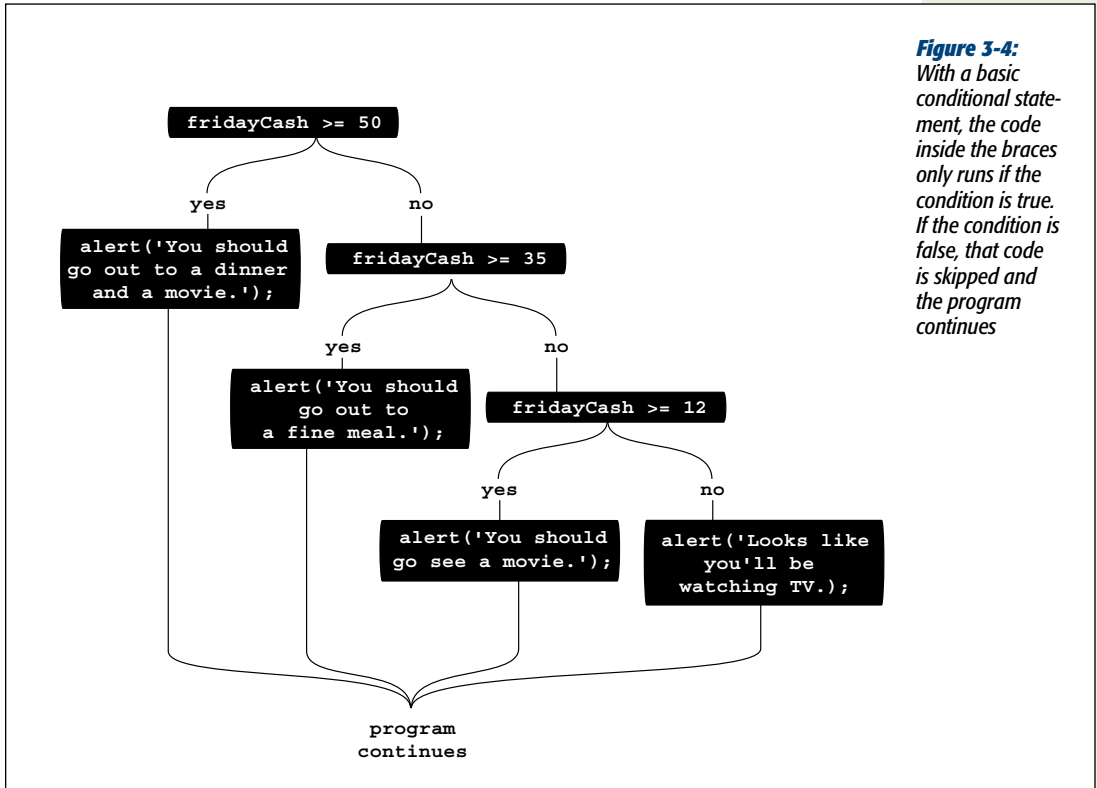 Figure 3-4:
With a basic
conditional state-
ment, the code
inside the braces
only runs if the
condition is true.
If the condition is
false, that code
is skipped and
the program
continues
fridayCash >= 50
yes
no
alert('You should
go out to a dinner
and a movie.');
fridayCash >= 35
yes
no
alert('You should
go out to
a fine meal.');
fridayCash >= 12
yes
no
alert('You should
go see a movie.');
alert('Looks like
you'll be
watching TV.);
program
continues